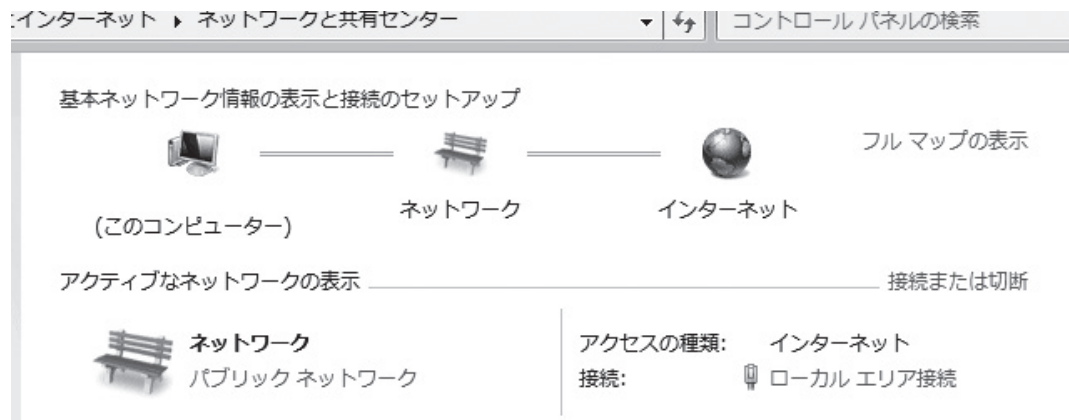 インターネット ▸ ネットワークと共有センター
コントロール パネルの検索
基本ネットワーク情報の表示と接続のセットアップ
フル マップの表示
(このコンピューター)
ネットワーク
インターネット
アクティブなネットワークの表示
接続または切断
ネットワーク
パブリック ネットワーク
アクセスの種類: インターネット
接続: ローカル エリア接続